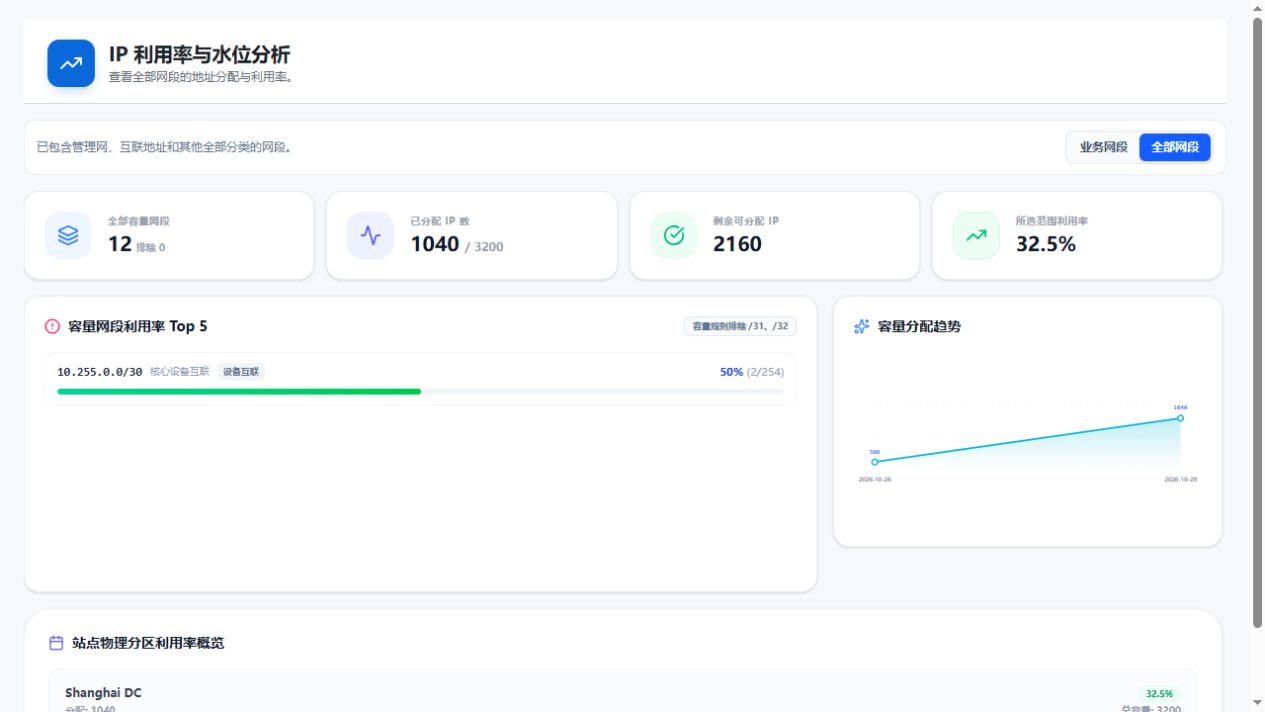 IP 利用率与水位分析
查看全部网段的地址分配与利用率。
已包含管理网、互联地址和其他全部分类的网段。
业务网段 全部网段
全部容量网段
12 排除 0
已分配 IP 数
1040 / 3200
剩余可分配 IP
2160
所选范围利用率
32.5%
容量网段利用率 Top 5
容量规则排除 /31、/32
10.255.0.0/30 核心设备互联 设备互联 50% (2/254)
容量分配趋势
1040
500
2026-10-26 2026-10-29
站点物理分区利用率概览
Shanghai DC 32.5%
分配: 1040 总容量: 3200